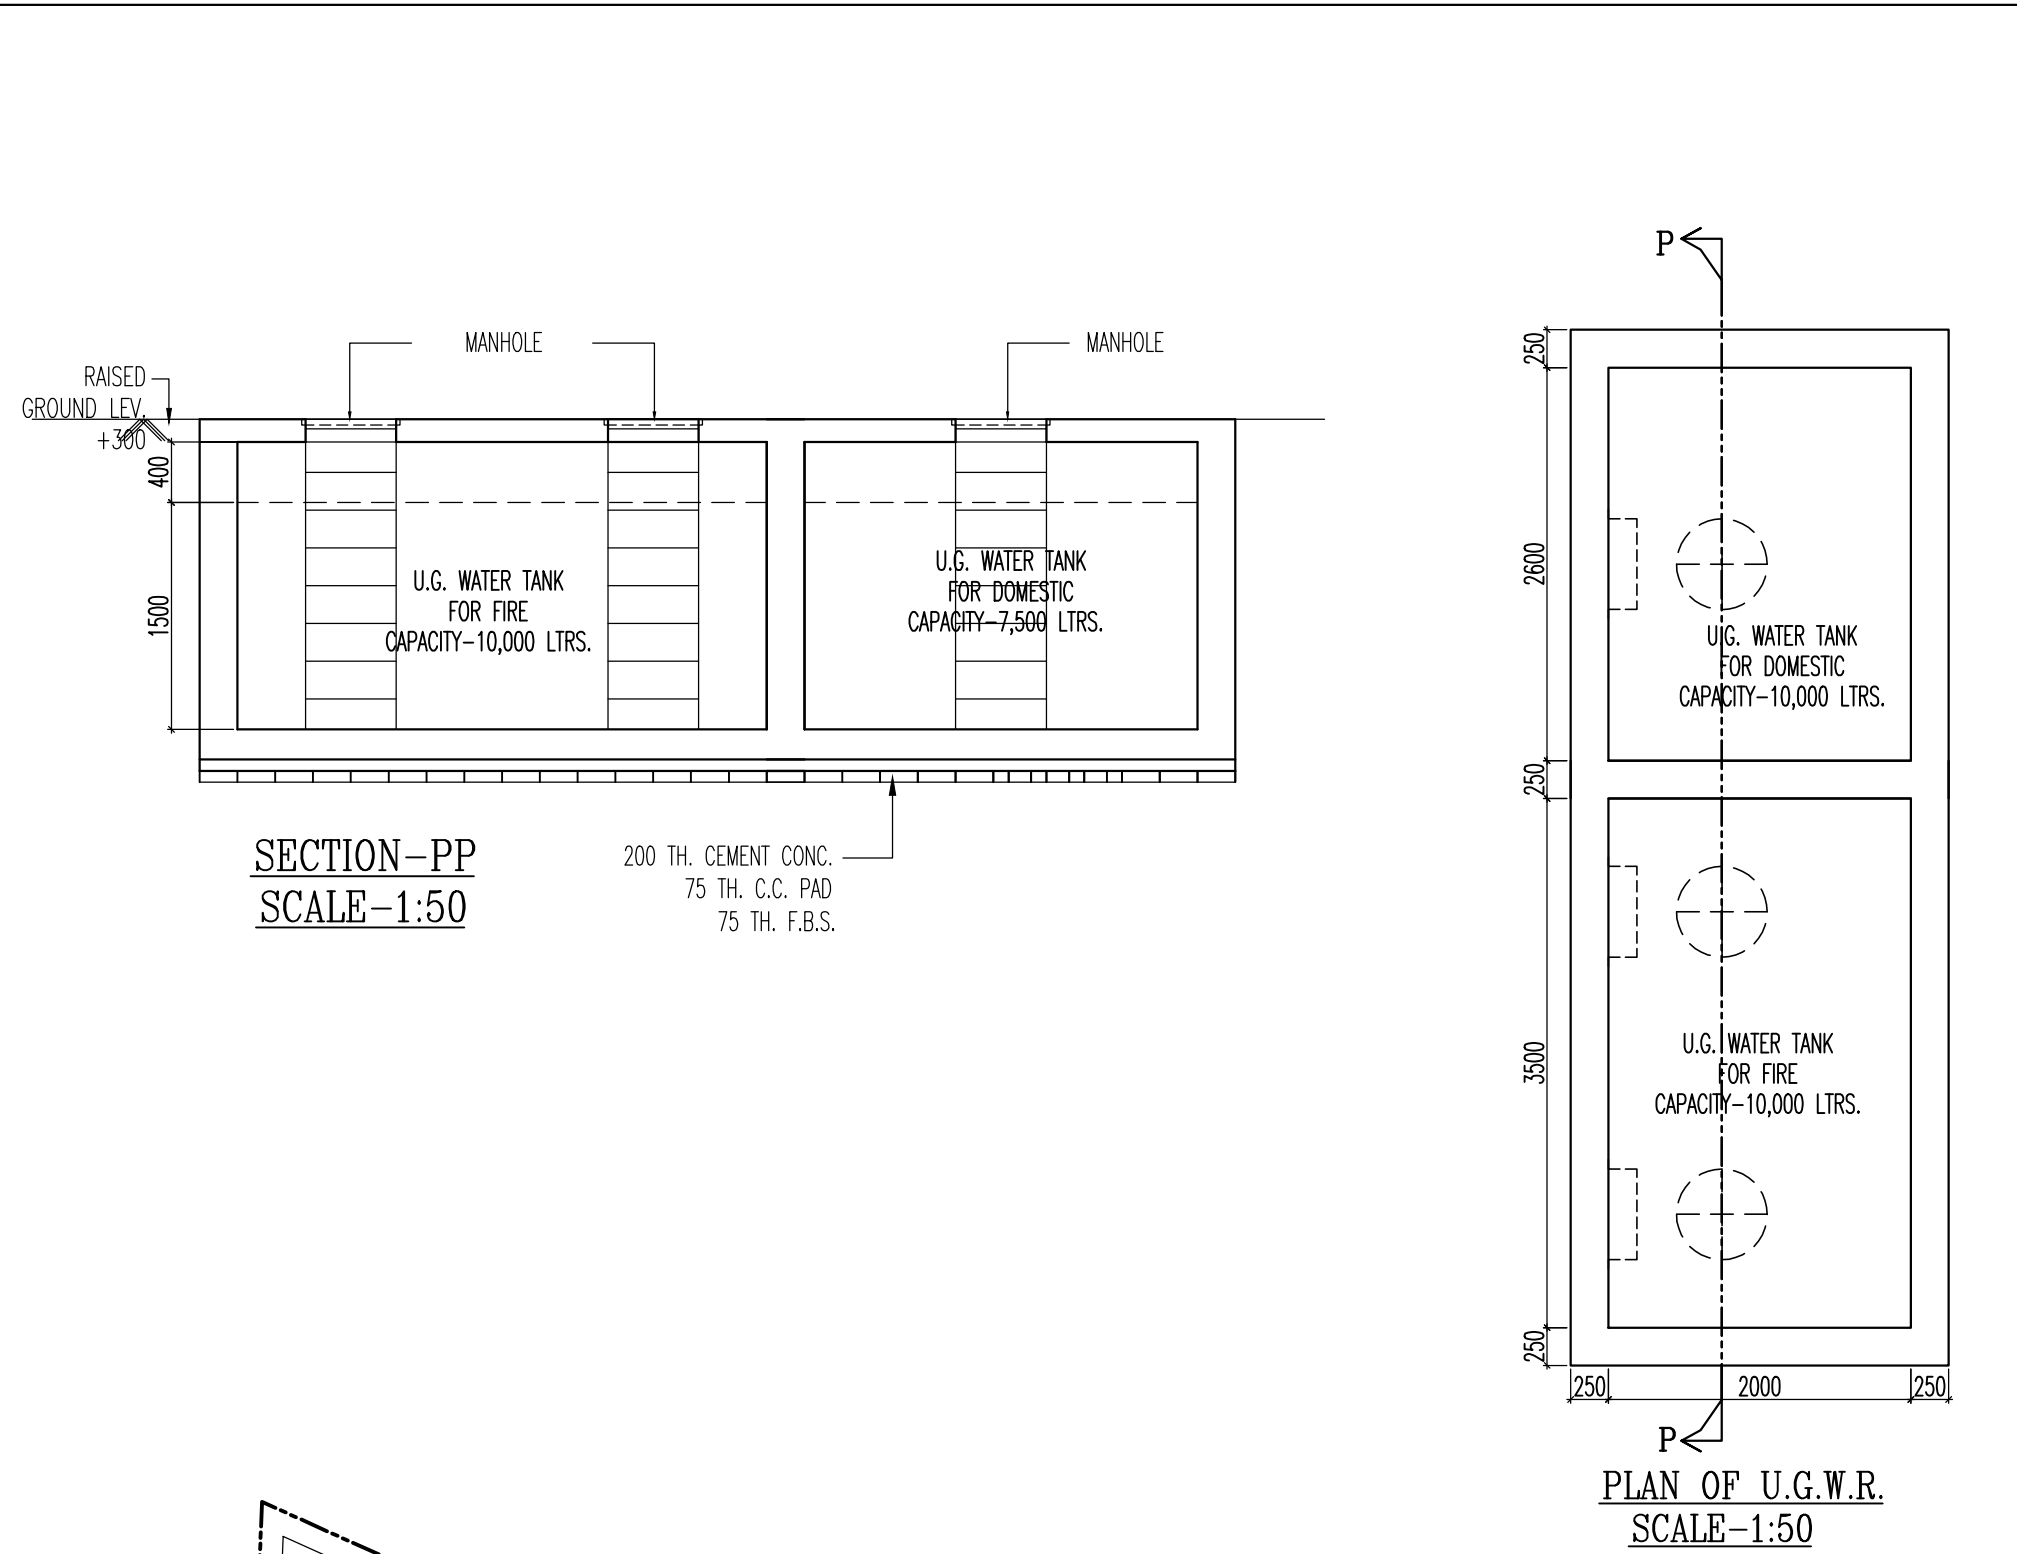 MANHOLE
MANHOLE
RAISED
GROUND LEV.
+300
400
1500
U.G. WATER TANK
FOR FIRE
CAPACITY-10,000 LTRS.
U.G. WATER TANK
FOR DOMESTIC
CAPACITY-7,500 LTRS.
SECTION-PP
SCALE-1:50
200 TH. CEMENT CONC.
75 TH. C.C. PAD
75 TH. F.B.S.
P
250
2600
250
3500
250
U.G. WATER TANK
FOR DOMESTIC
CAPACITY-10,000 LTRS.
U.G. WATER TANK
FOR FIRE
CAPACITY-10,000 LTRS.
250 2000 250
P
PLAN OF U.G.W.R.
SCALE-1:50